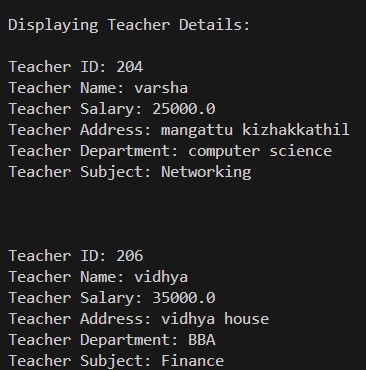 Displaying Teacher Details:
Teacher ID: 204
Teacher Name: varsha
Teacher Salary: 25000.0
Teacher Address: mangattu kizhakkathil
Teacher Department: computer science
Teacher Subject: Networking
Teacher ID: 206
Teacher Name: vidhya
Teacher Salary: 35000.0
Teacher Address: vidhya house
Teacher Department: BBA
Teacher Subject: Finance